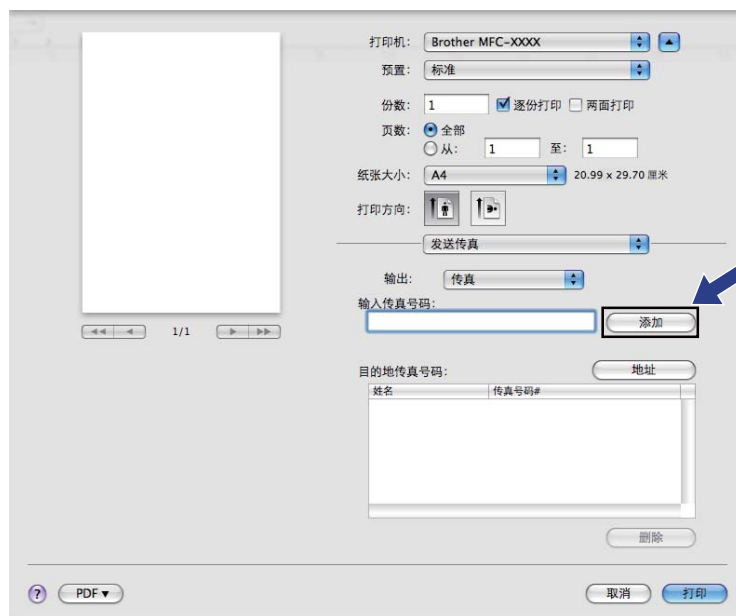 打印机: Brother MFC-XXXX
预置: 标准
份数: 1 逐份打印 两面打印
页数: 全部
从: 1 至: 1
纸张大小: A4 20.99 x 29.70 厘米
打印方向:
发送传真
输出: 传真
输入传真号码:
添加
1/1
目的地传真号码: 地址
姓名 传真号码#
删除
? PDF▼ 取消 打印